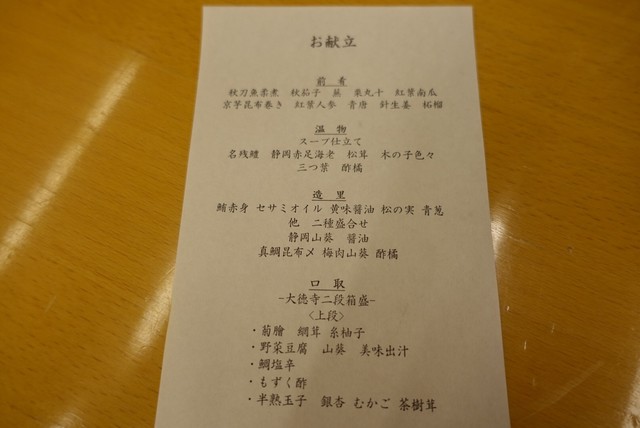 お献立
前肴
秋刀魚柔煮 秋茄子 蒸 栗丸十 紅葉南瓜
京芋昆布巻き 紅葉人参 青唐 針生姜 柘榴
温物
スープ仕立て
名残鱧 静岡赤足海老 松茸 木の子色々
三つ葉 酢橘
造里
鮪赤身 セサミオイル 黄味醤油 松の実 青葱
他 二種盛合せ
静岡山葵 醤油
真鯛昆布〆 梅肉山葵 酢橘
口取
-大徳寺二段箱盛-
〈上段〉
・菊膾 網茸 糸柚子
・野菜豆腐 山葵 美味出汁
・鯛塩辛
・もずく酢
・半熟玉子 銀杏 むかご 茶樹茸